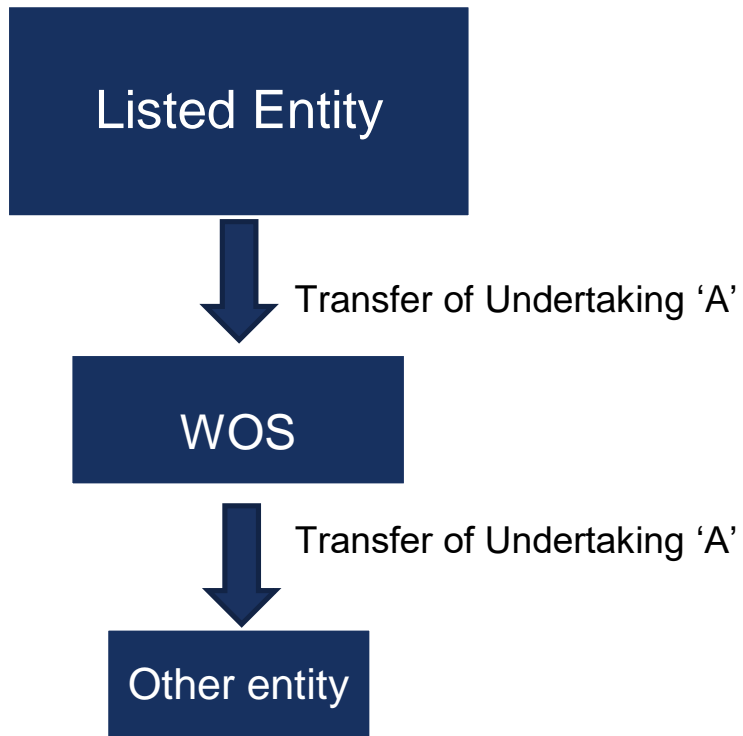 Listed Entity
Transfer of Undertaking ‘A’
WOS
Transfer of Undertaking ‘A’
Other entity